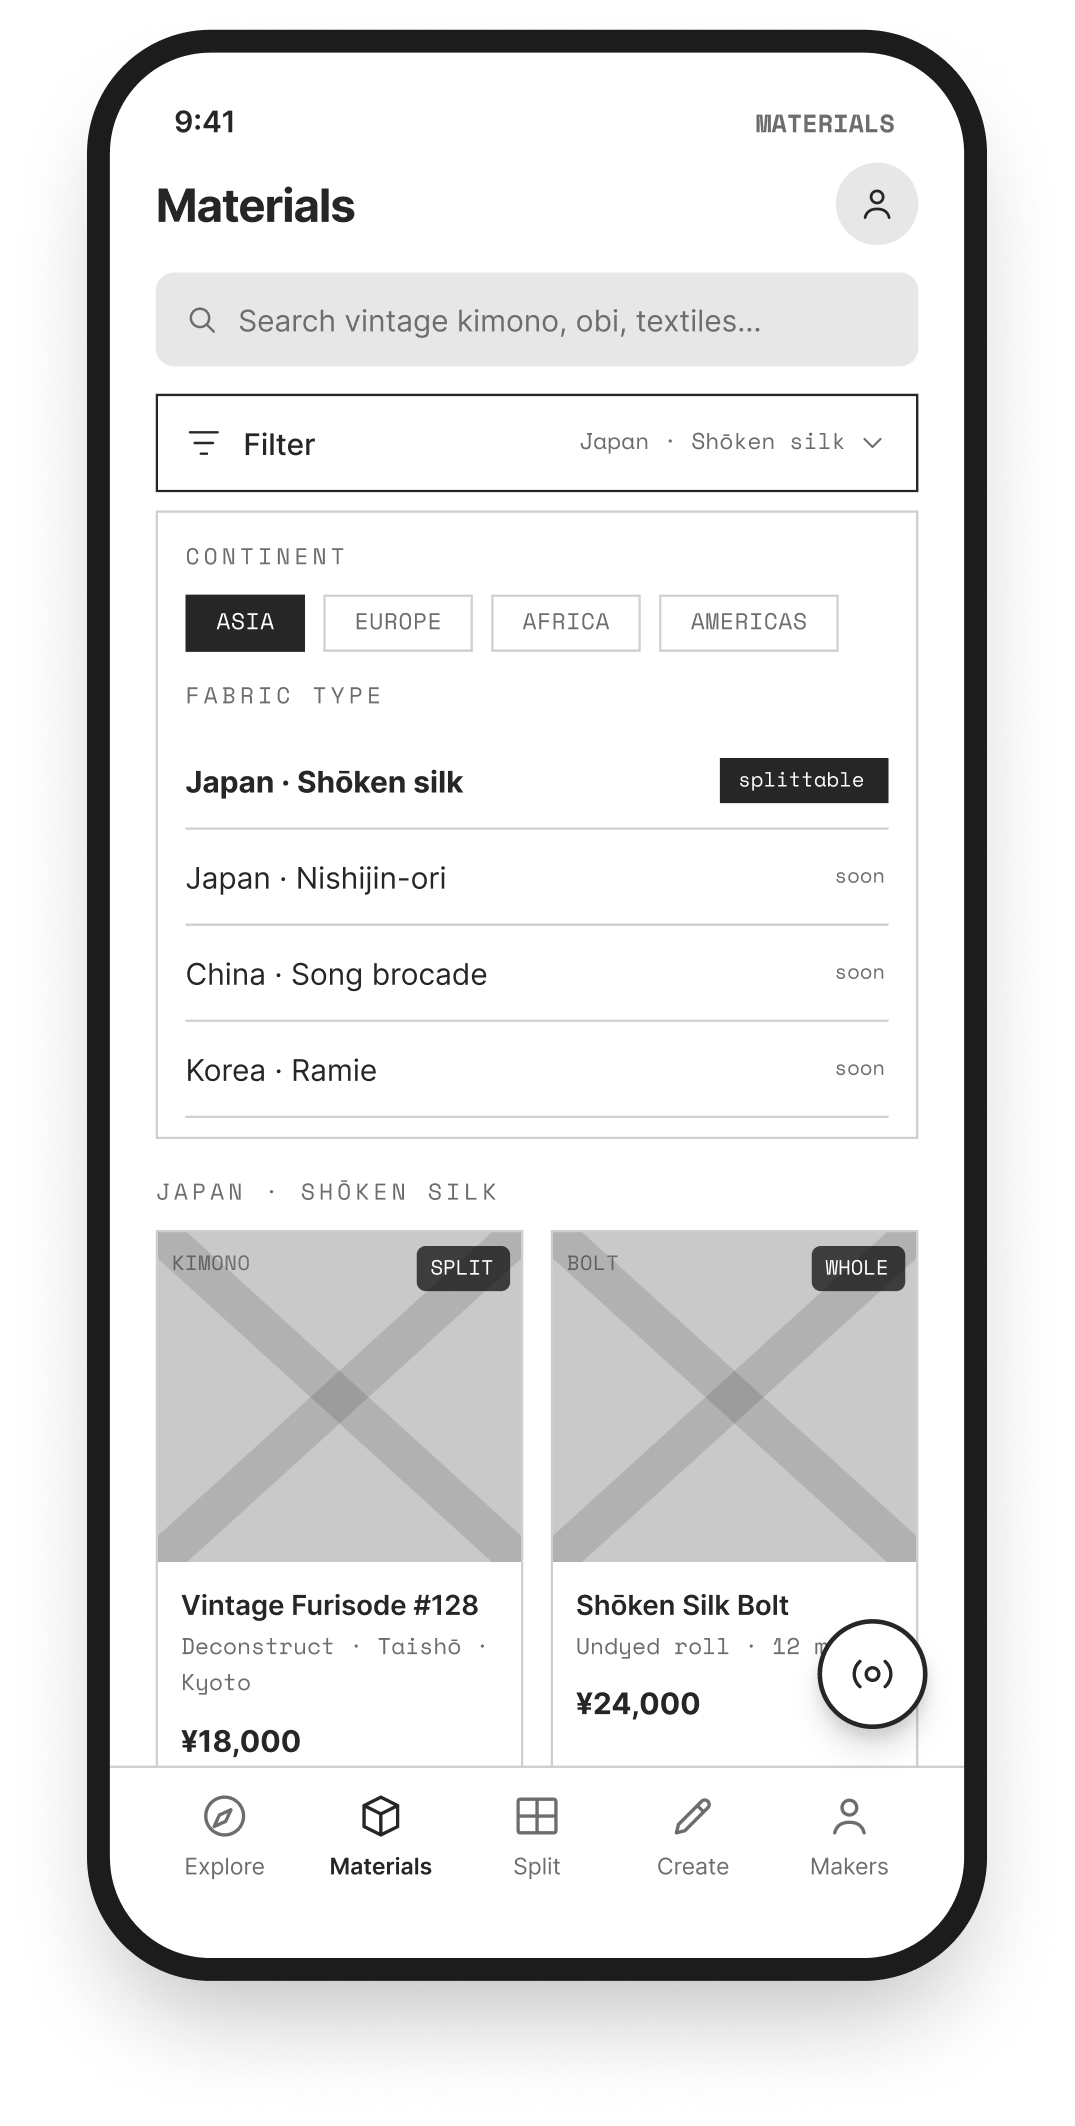 9:41 MATERIALS
Materials
Search vintage kimono, obi, textiles...
Filter Japan · Shōken silk
CONTINENT
ASIA EUROPE AFRICA AMERICAS
FABRIC TYPE
Japan · Shōken silk splittable
Japan · Nishijin-ori soon
China · Song brocade soon
Korea · Ramie soon
JAPAN · SHŌKEN SILK
KIMONO SPLIT
BOLT WHOLE
Vintage Furisode #128
Deconstruct · Taishō ·
Kyoto
¥18,000
Shōken Silk Bolt
Undyed roll · 12 m
¥24,000
Explore Materials Split Create Makers